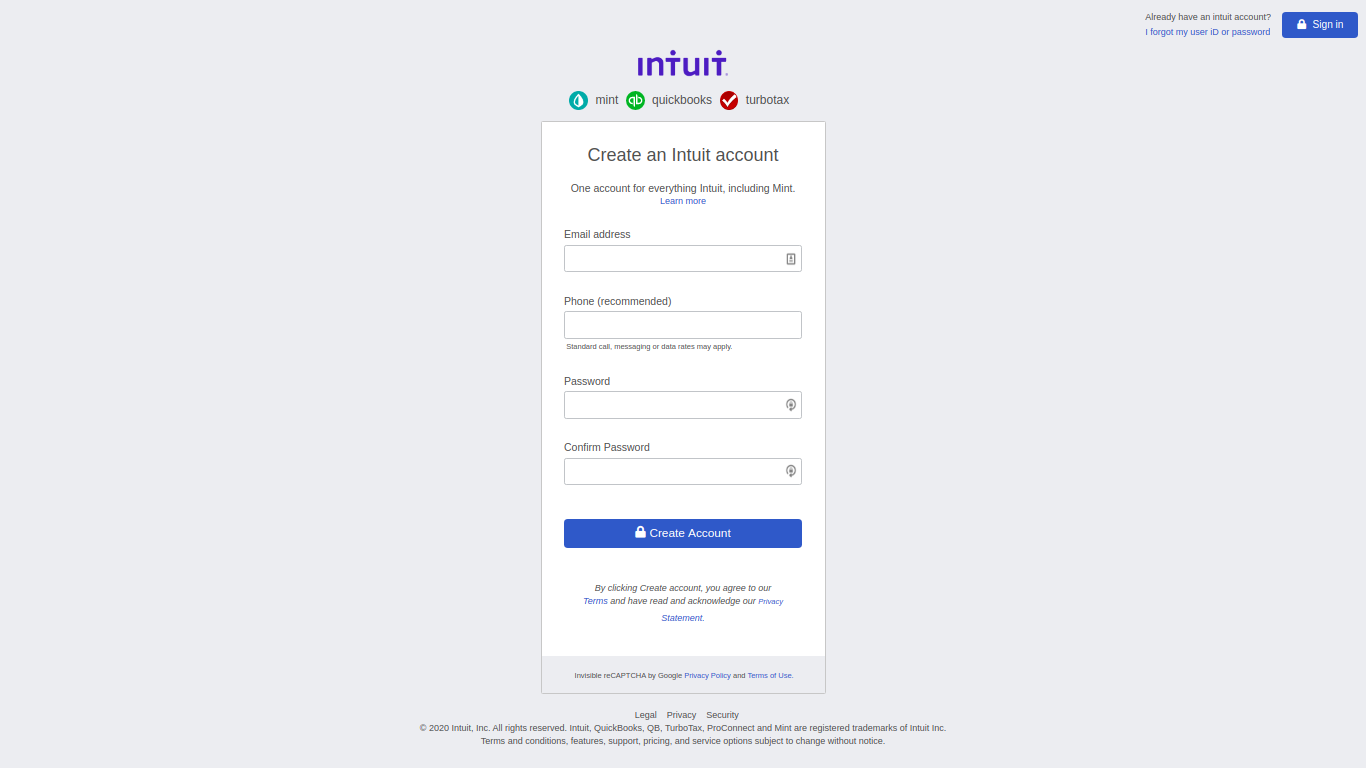 Already have an intuit account?
I forgot my user iD or password
Sign in
intuit
mint quickbooks turbotax
Create an Intuit account
One account for everything Intuit, including Mint.
Learn more
Email address
Phone (recommended)
Standard call, messaging or data rates may apply.
Password
Confirm Password
Create Account
By clicking Create account, you agree to our
Terms and have read and acknowledge our Privacy
Statement.
Invisible reCAPTCHA by Google Privacy Policy and Terms of Use.
Legal Privacy Security
© 2020 Intuit, Inc. All rights reserved. Intuit, QuickBooks, QB, TurboTax, ProConnect and Mint are registered trademarks of Intuit Inc.
Terms and conditions, features, support, pricing, and service options subject to change without notice.